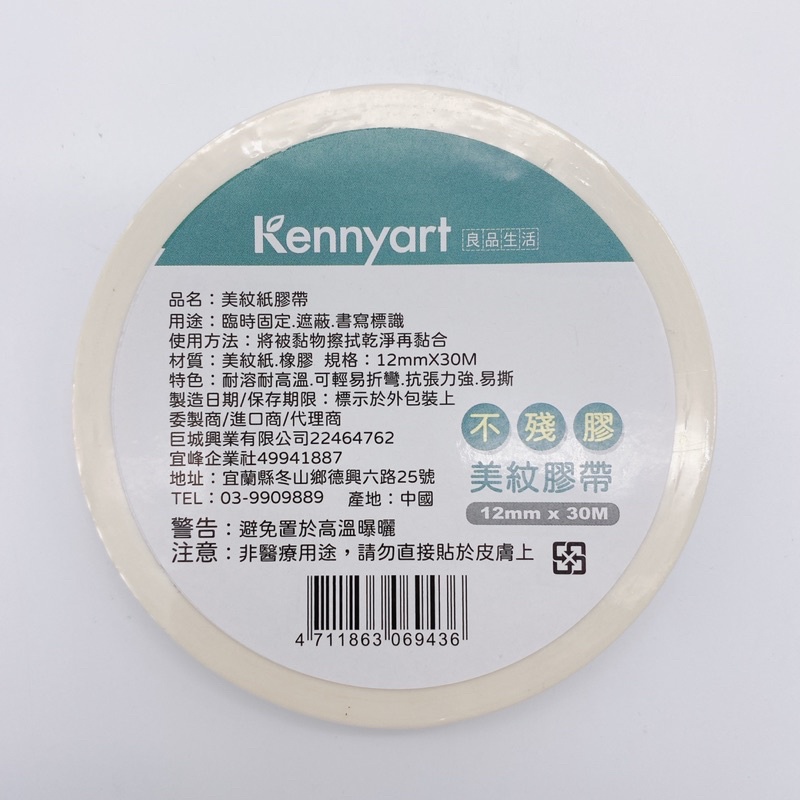 Kennyart 良品生活
品名：美紋紙膠帶
用途：臨時固定.遮蔽.書寫標識
使用方法：將被黏物擦拭乾淨再黏合
材質：美紋紙.橡膠 規格：12mmX30M
特色：耐溶耐高溫.可輕易折彎.抗張力強.易撕
製造日期/保存期限：標示於外包裝上
委製商/進口商/代理商
巨城興業有限公司22464762
宜峰企業社49941887
地址：宜蘭縣冬山鄉德興六路25號
TEL：03-9909889 產地：中國
不殘膠
美紋膠帶
12mm x 30M
警告：避免置於高溫曝曬
注意：非醫療用途，請勿直接貼於皮膚上
4 711863 069436